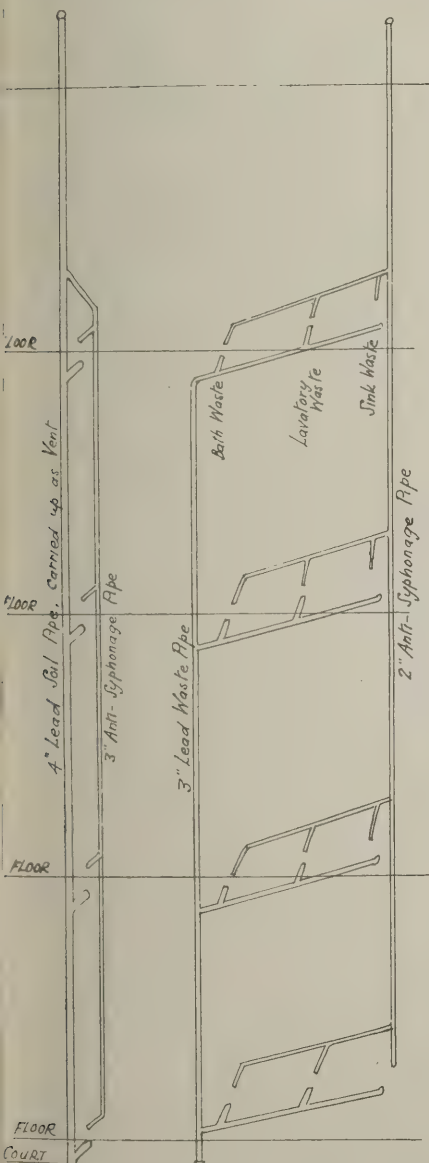 LOOR
Bath Waste
Lavatory
Waste
Sink Waste
4" Lead Soil Pipe, Carried up as Vent
3" Anti-Syphonage Pipe
3" Lead Waste Pipe
2" Anti-Syphonage Pipe
FLOOR
FLOOR
FLOOR
COURT